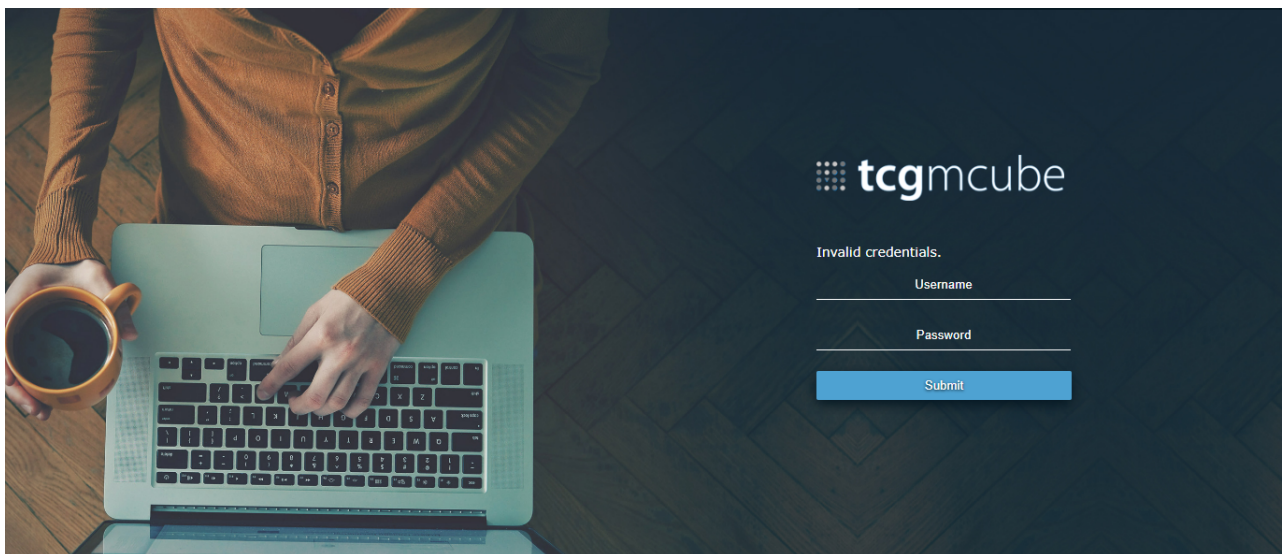 tcgmcube
Invalid credentials.
Username
Password
Submit